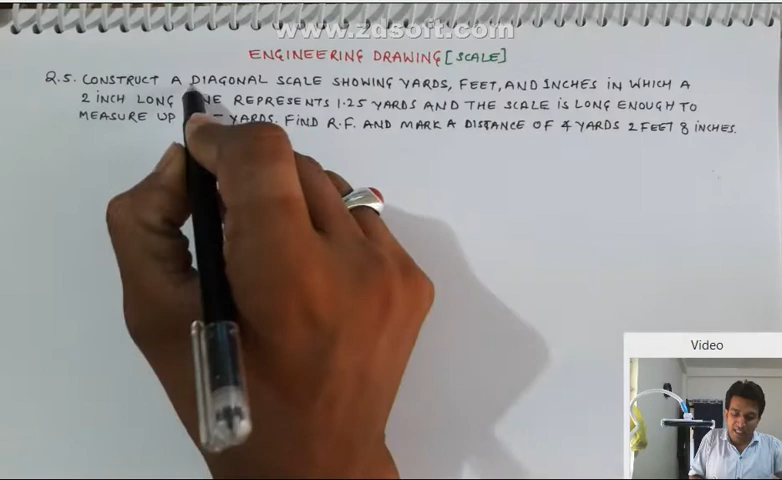 www.zdsoft.com
ENGINEERING DRAWING [SCALE]
Q.5. CONSTRUCT A DIAGONAL SCALE SHOWING YARDS, FEET, AND INCHES IN WHICH A
2 INCH LONG REPRESENTS 1.25 YARDS AND THE SCALE IS LONG ENOUGH TO
MEASURE UP YARDS. FIND R.F. AND MARK A DISTANCE OF 4 YARDS 2 FEET 8 INCHES.
Video